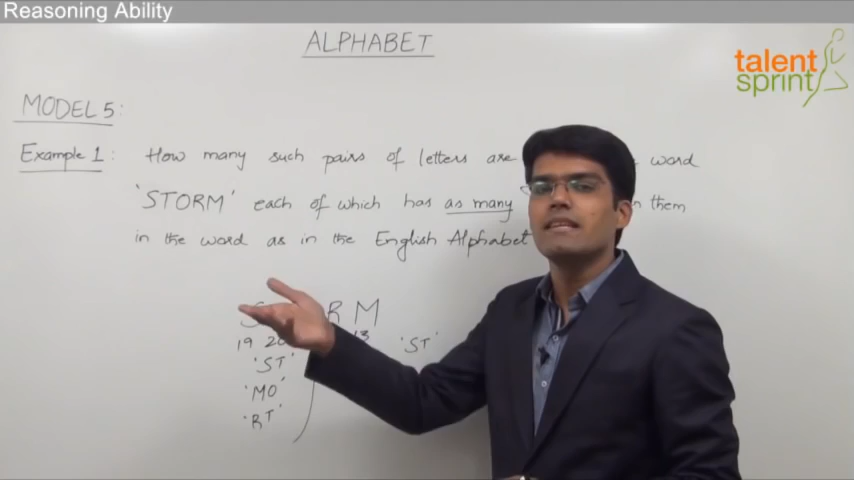 Reasoning Ability
ALPHABET
talent
sprint
MODEL 5:
Example 1: How many such pairs of letters are word
'STORM' each of which has as many them
in the word as in the English Alphabet
S R M
19 20 13 'ST'
'ST'
'MO'
'RT'